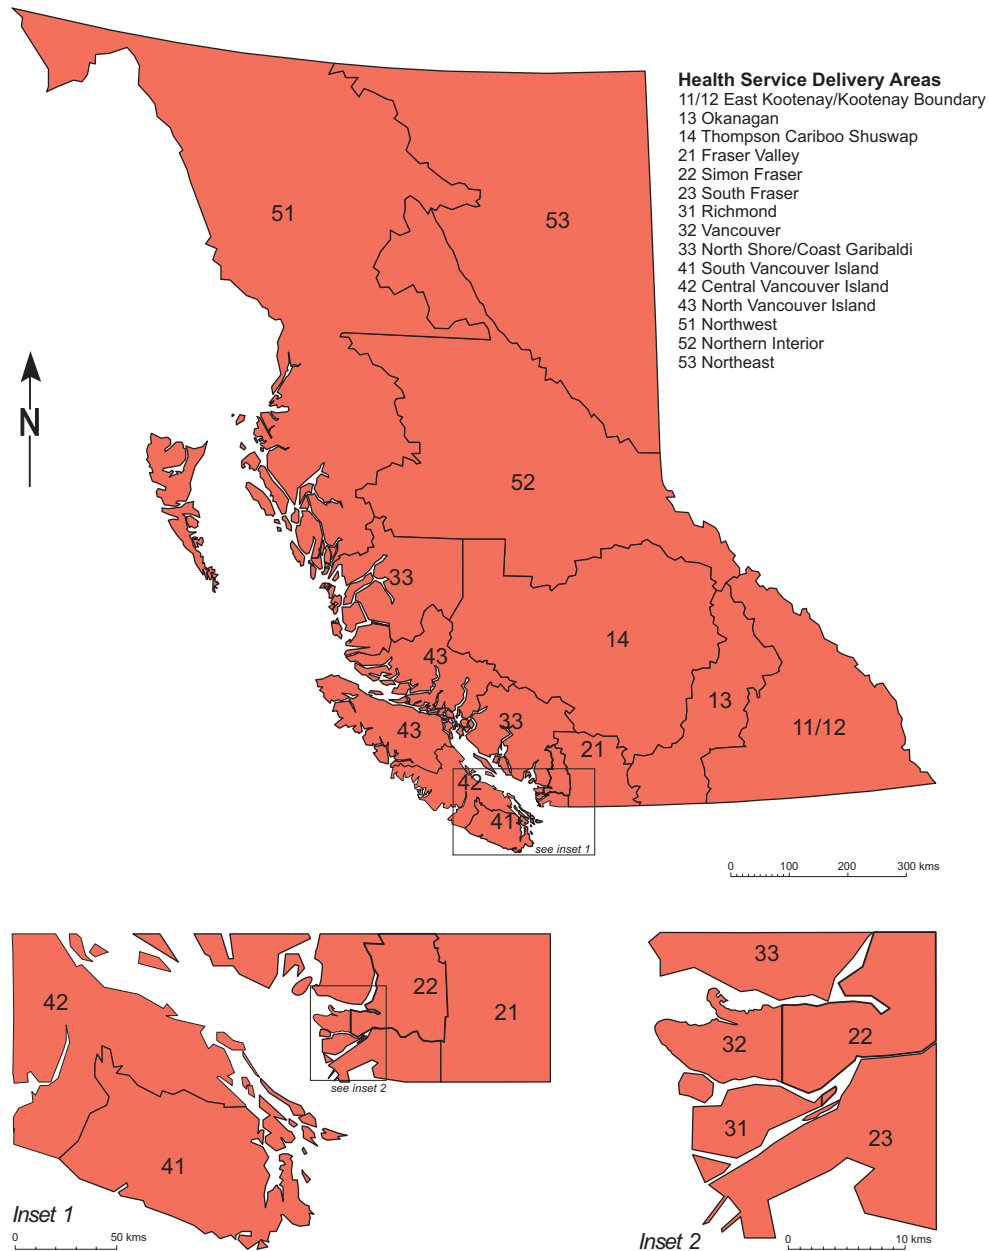 Health Service Delivery Areas
11/12 East Kootenay/Kootenay Boundary
13 Okanagan
14 Thompson Cariboo Shuswap
21 Fraser Valley
22 Simon Fraser
23 South Fraser
31 Richmond
32 Vancouver
33 North Shore/Coast Garibaldi
41 South Vancouver Island
42 Central Vancouver Island
43 North Vancouver Island
51 Northwest
52 Northern Interior
53 Northeast
51
53
N
52
33
14
43
13
43
33
11/12
21
42
41
see inset 1
0 100 200 300 kms
42
22
21
see inset 2
41
Inset 1
0 50 kms
33
32
22
31
23
Inset 2
0 10 kms